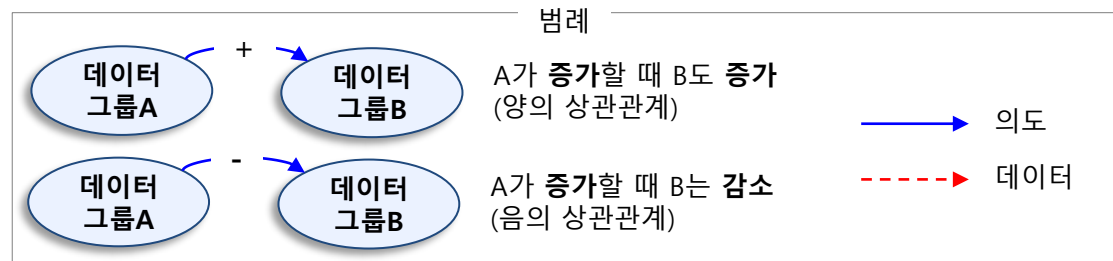 범례
데이터
그룹A
+
데이터
그룹B
A가 증가할 때 B도 증가
(양의 상관관계)
데이터
그룹A
-
데이터
그룹B
A가 증가할 때 B는 감소
(음의 상관관계)
의도
데이터